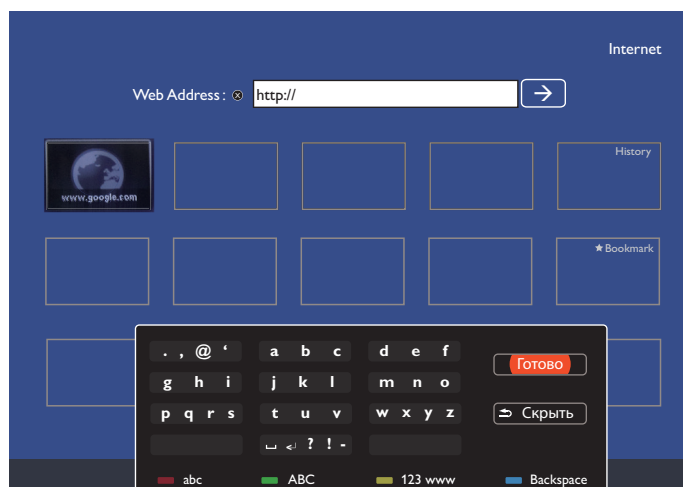 Internet
Web Address : http://
www.google.com
History
★ Bookmark
. , @ ‘ a b c d e f
Готово
g h i j k l m n o
p q r s t u v w x y z Скрыть
␣ ↵ ? ! -
abc ABC 123 www Backspace